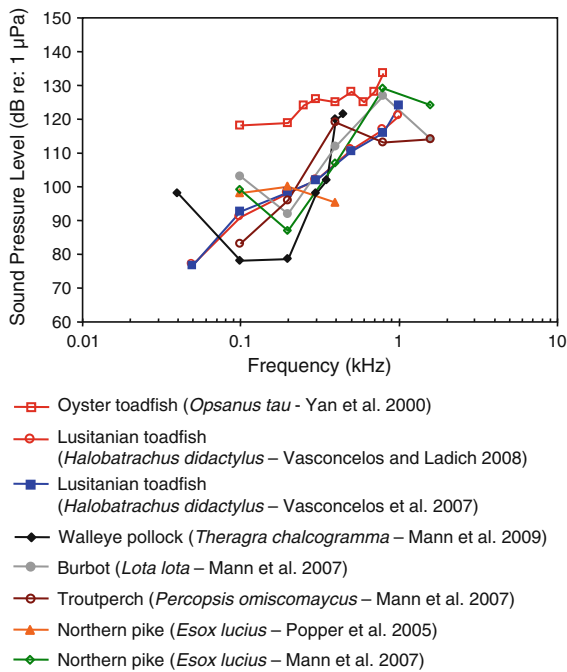 150
140
130
120
110
100
90
80
70
60
Sound Pressure Level (dB re: 1 µPa)
0.01
0.1
1
10
Frequency (kHz)
Oyster toadfish (Opsanus tau - Yan et al. 2000)
Lusitanian toadfish
(Halobatrachus didactylus – Vasconcelos and Ladich 2008)
Lusitanian toadfish
(Halobatrachus didactylus – Vasconcelos et al. 2007)
Walleye pollock (Theragra chalcogramma – Mann et al. 2009)
Burbot (Lota lota – Mann et al. 2007)
Troutperch (Percopsis omiscomaycus – Mann et al. 2007)
Northern pike (Esox lucius – Popper et al. 2005)
Northern pike (Esox lucius – Mann et al. 2007)